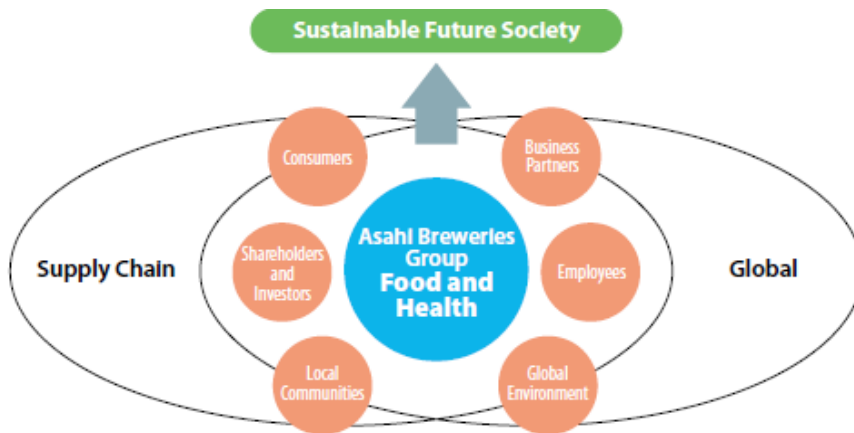 Sustainable Future Society
Consumers
Business
Partners
Supply Chain
Shareholders
and
Investors
Asahi Breweries
Group
Food and
Health
Employees
Global
Local
Communities
Global
Environment